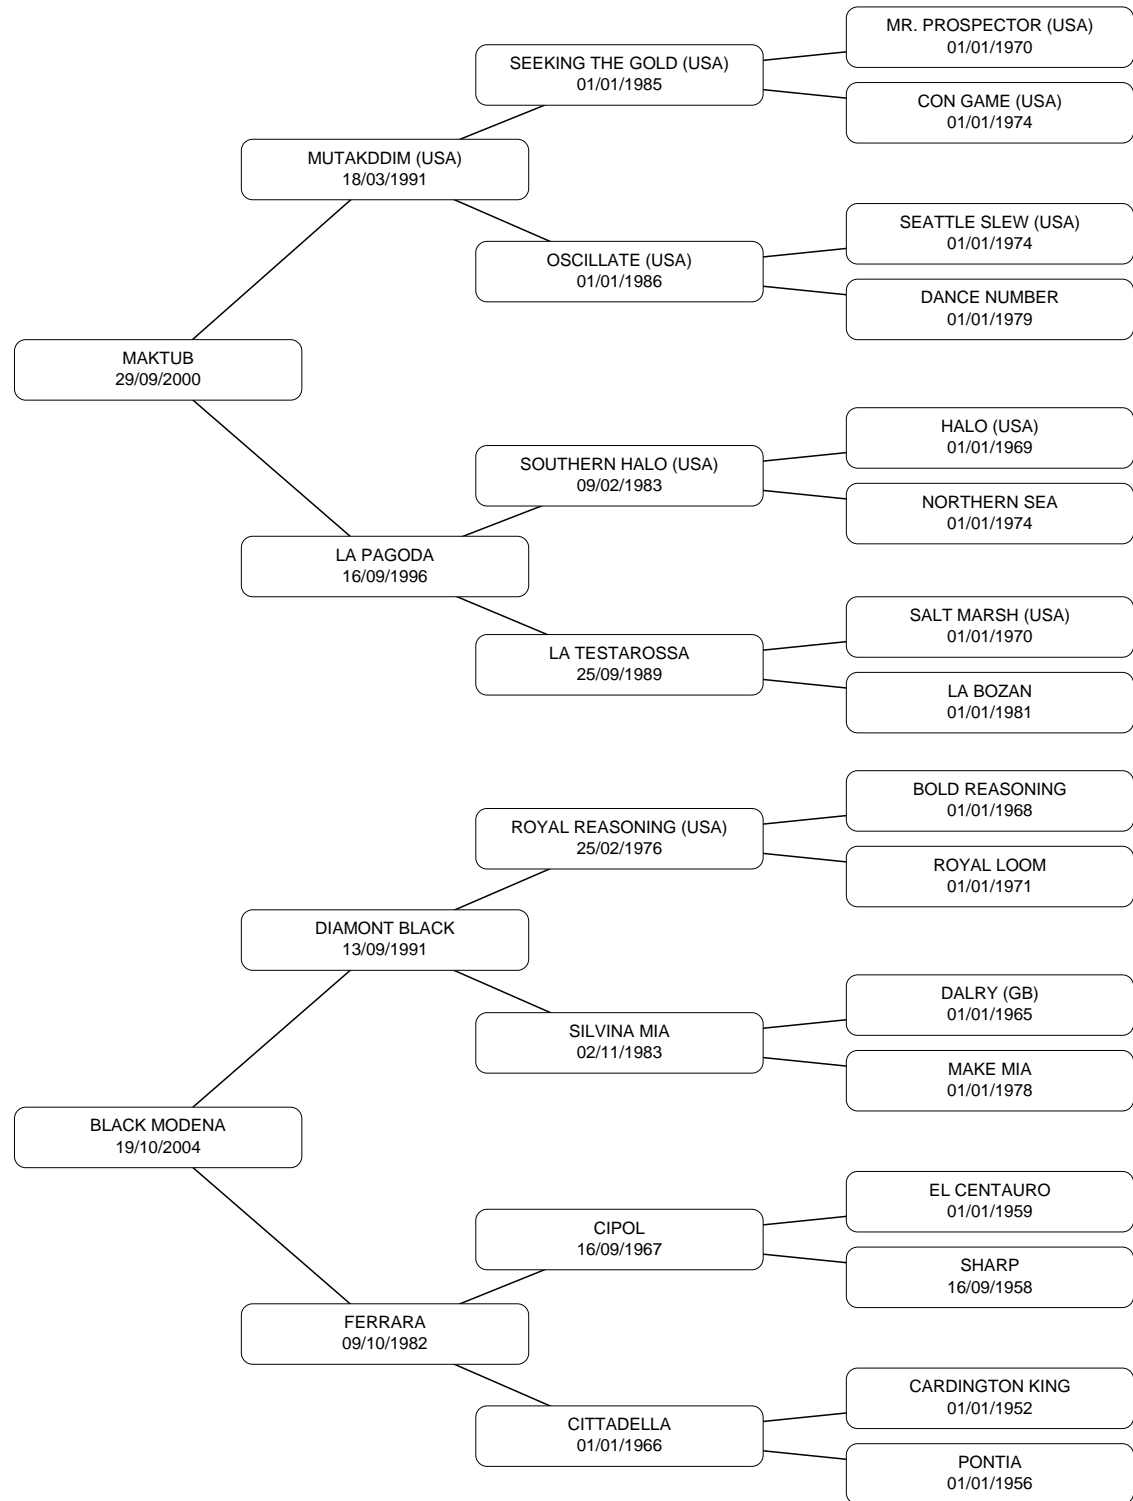 MR. PROSPECTOR (USA)
01/01/1970
SEEKING THE GOLD (USA)
01/01/1985
CON GAME (USA)
01/01/1974
MUTAKDDIM (USA)
18/03/1991
SEATTLE SLEW (USA)
01/01/1974
OSCILLATE (USA)
01/01/1986
DANCE NUMBER
01/01/1979
MAKTUB
29/09/2000
HALO (USA)
01/01/1969
SOUTHERN HALO (USA)
09/02/1983
NORTHERN SEA
01/01/1974
LA PAGODA
16/09/1996
SALT MARSH (USA)
01/01/1970
LA TESTAROSSA
25/09/1989
LA BOZAN
01/01/1981
BOLD REASONING
01/01/1968
ROYAL REASONING (USA)
25/02/1976
ROYAL LOOM
01/01/1971
DIAMONT BLACK
13/09/1991
DALRY (GB)
01/01/1965
SILVINA MIA
02/11/1983
MAKE MIA
01/01/1978
BLACK MODENA
19/10/2004
EL CENTAURO
01/01/1959
CIPOL
16/09/1967
SHARP
16/09/1958
FERRARA
09/10/1982
CARDINGTON KING
01/01/1952
CITTADELLA
01/01/1966
PONTIA
01/01/1956